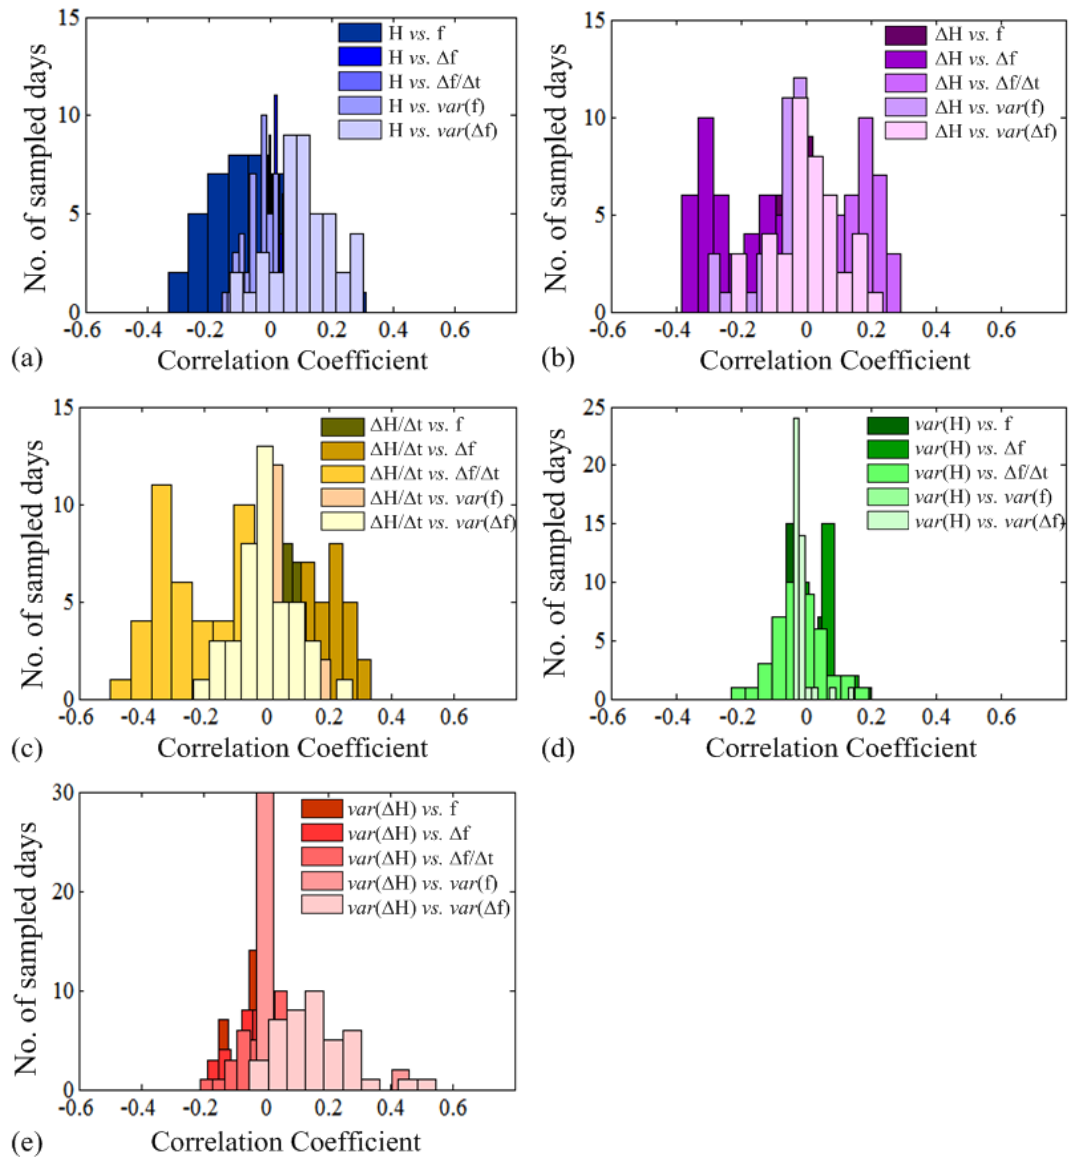 15
10
5
0
No. of sampled days
H vs. f
H vs. Δf
H vs. Δf/Δt
H vs. var(f)
H vs. var(Δf)
-0.6 -0.4 -0.2 0 0.2 0.4 0.6
(a) Correlation Coefficient
15
10
5
0
No. of sampled days
ΔH vs. f
ΔH vs. Δf
ΔH vs. Δf/Δt
ΔH vs. var(f)
ΔH vs. var(Δf)
-0.6 -0.4 -0.2 0 0.2 0.4 0.6
(b) Correlation Coefficient
15
10
5
0
No. of sampled days
ΔH/Δt vs. f
ΔH/Δt vs. Δf
ΔH/Δt vs. Δf/Δt
ΔH/Δt vs. var(f)
ΔH/Δt vs. var(Δf)
-0.6 -0.4 -0.2 0 0.2 0.4 0.6
(c) Correlation Coefficient
25
20
15
10
5
0
No. of sampled days
var(H) vs. f
var(H) vs. Δf
var(H) vs. Δf/Δt
var(H) vs. var(f)
var(H) vs. var(Δf)
-0.6 -0.4 -0.2 0 0.2 0.4 0.6
(d) Correlation Coefficient
30
20
10
0
No. of sampled days
var(ΔH) vs. f
var(ΔH) vs. Δf
var(ΔH) vs. Δf/Δt
var(ΔH) vs. var(f)
var(ΔH) vs. var(Δf)
-0.6 -0.4 -0.2 0 0.2 0.4 0.6
(e) Correlation Coefficient